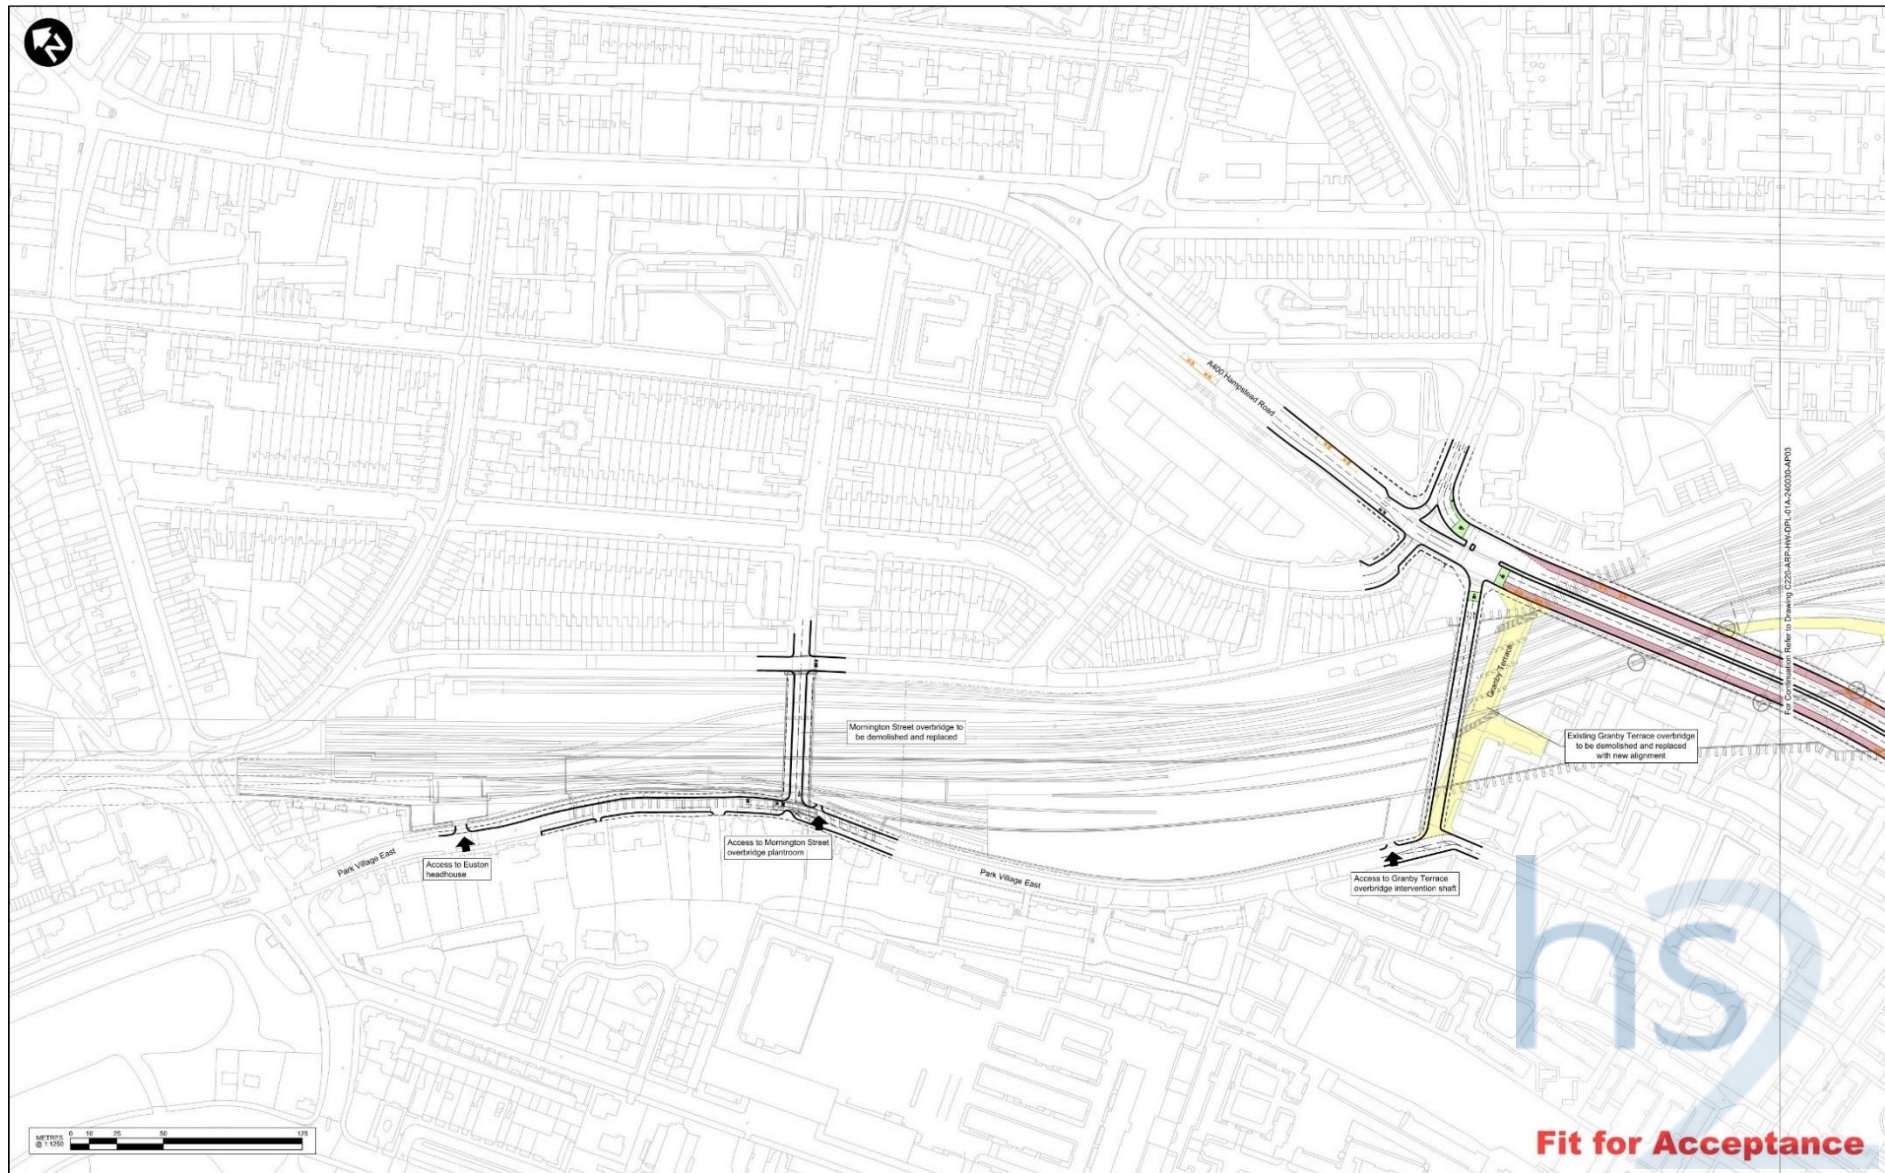 A400 Hampstead Road
For Continuation Refer to Drawing C220-ARP-HW-DPL-01A-240030-AP03
Granby Terrace
Mornington Street overbridge to
be demolished and replaced
Existing Granby Terrace overbridge
to be demolished and replaced
with new alignment
Park Village East
Access to Euston
headhouse
Access to Mornington Street
overbridge plantroom
Park Village East
Access to Granby Terrace
overbridge intervention shaft
hs2
METRES
@ 1:1250
0 10 25 50 125
Fit for Acceptance